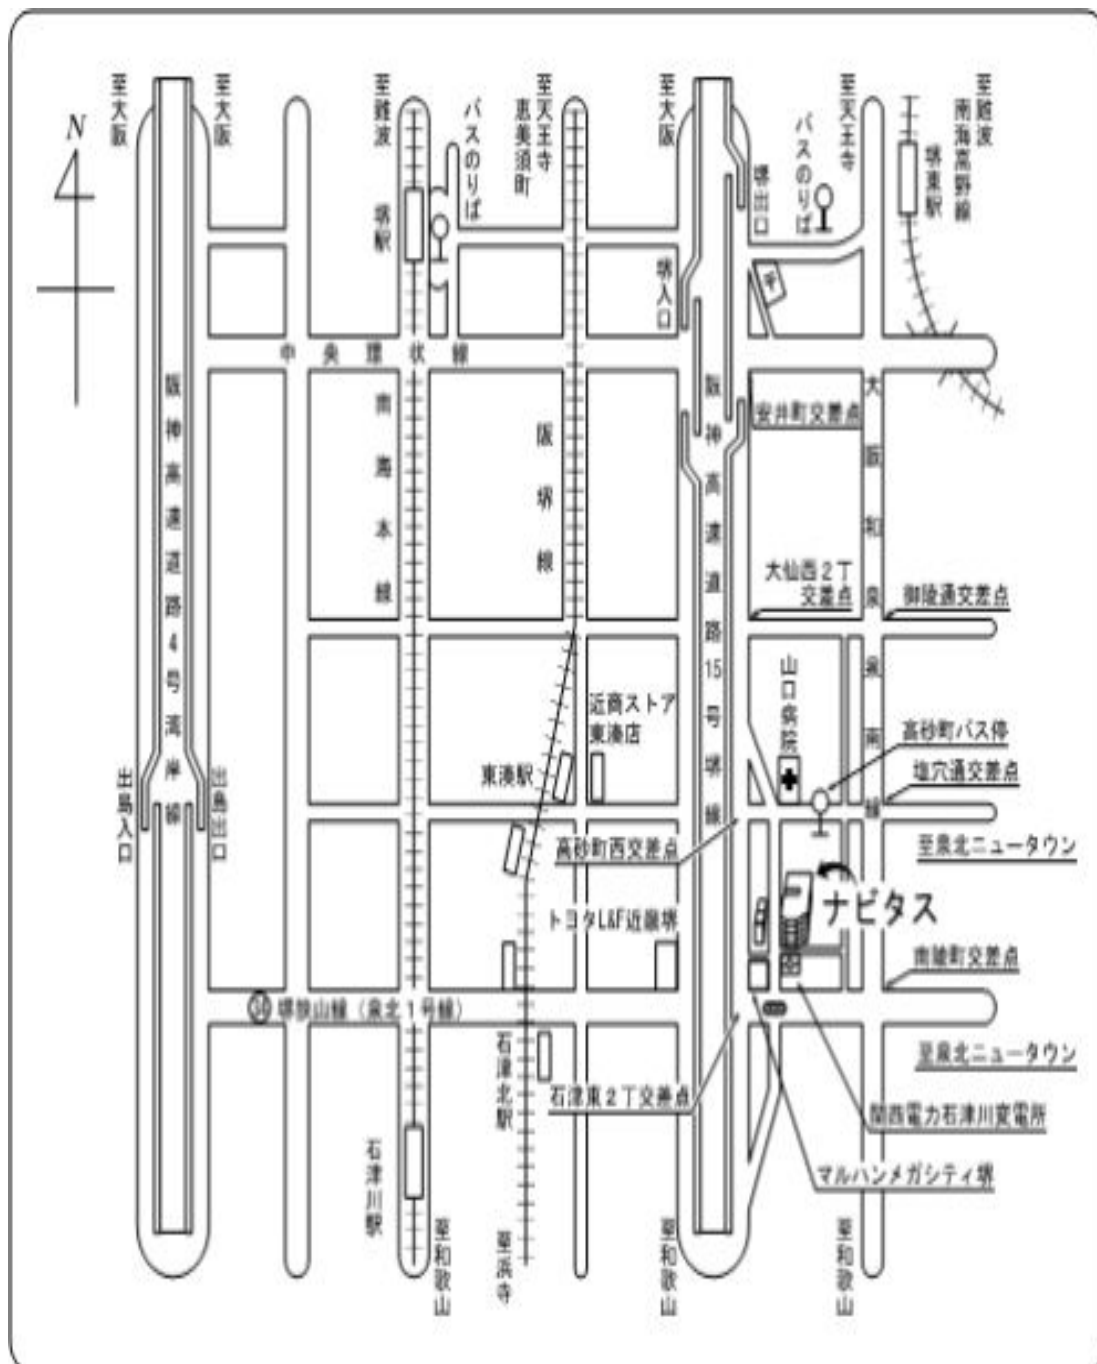 至大阪
至大阪
至難波
バスのりば
恵美須町
至天王寺
至大阪
堺出口
バスのりば
至天王寺
堺東駅
南海高野線
至難波
N
堺駅
堺入口
〒
中央環状線
阪神高速道路4号湾岸線
南海本線
阪堺線
阪神高速道路15号堺線
安井町交差点
大阪和泉泉南線
大仙西2丁
交差点
御陵通交差点
山口病院
近商ストア
東湊店
東湊駅
高砂町バス停
塩穴通交差点
出島入口
出島出口
高砂町西交差点
至泉北ニュータウン
ナビタス
トヨタL&F近畿堺
南陵町交差点
堺狭山線(泉北1号線)
石津北駅
至泉北ニュータウン
石津東2丁交差点
関西電力石津川変電所
石津川駅
マルハンメガシティ堺
至和歌山
至浜寺
至和歌山
至和歌山